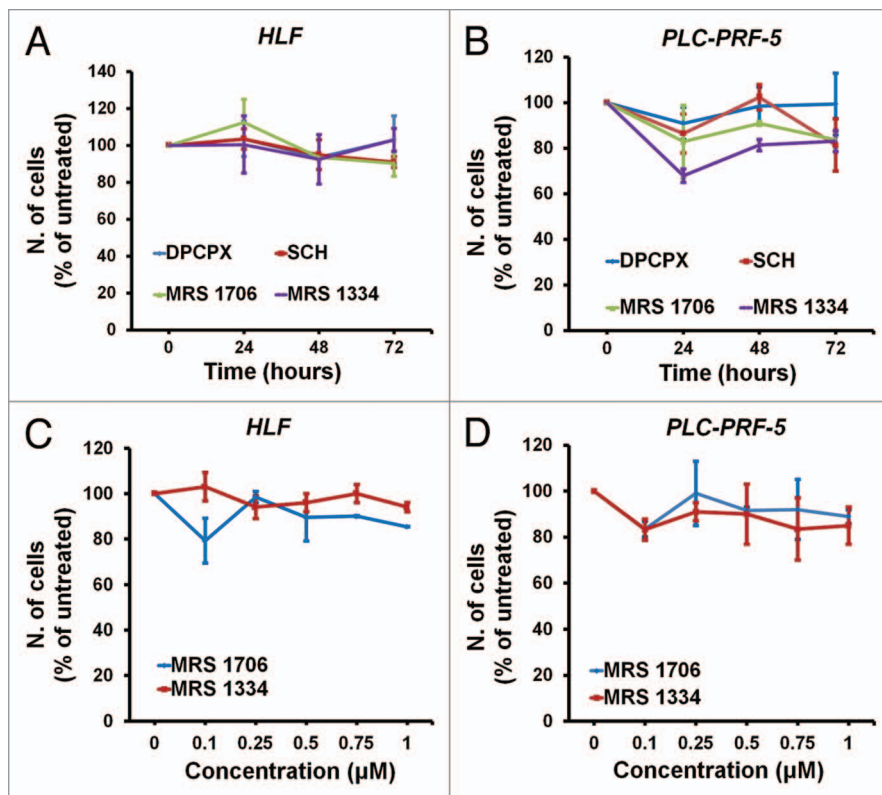 A
HLF
N. of cells
(% of untreated)
140
120
100
80
60
40
20
0
DPCPX
SCH
MRS 1706
MRS 1334
0
24
48
72
Time (hours)
B
PLC-PRF-5
N. of cells
(% of untreated)
120
100
80
60
40
20
0
DPCPX
SCH
MRS 1706
MRS 1334
0
24
48
72
Time (hours)
C
HLF
N. of cells
(% of untreated)
120
100
80
60
40
20
0
MRS 1706
MRS 1334
0
0.1
0.25
0.5
0.75
1
Concentration (µM)
D
PLC-PRF-5
N. of cells
(% of untreated)
120
100
80
60
40
20
0
MRS 1706
MRS 1334
0
0.1
0.25
0.5
0.75
1
Concentration (µM)